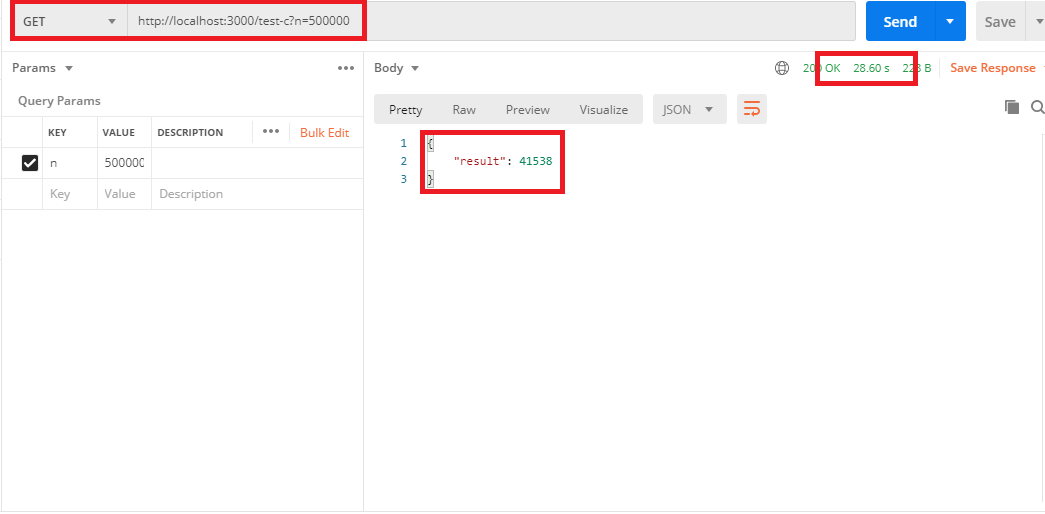 GET http://localhost:3000/test-c?n=500000 Send Save
Params Body 200 OK 28.60 s 223 B Save Response
Query Params
Pretty Raw Preview Visualize JSON
KEY VALUE DESCRIPTION Bulk Edit
n 500000
Key Value Description
1 {
2 "result": 41538
3 }